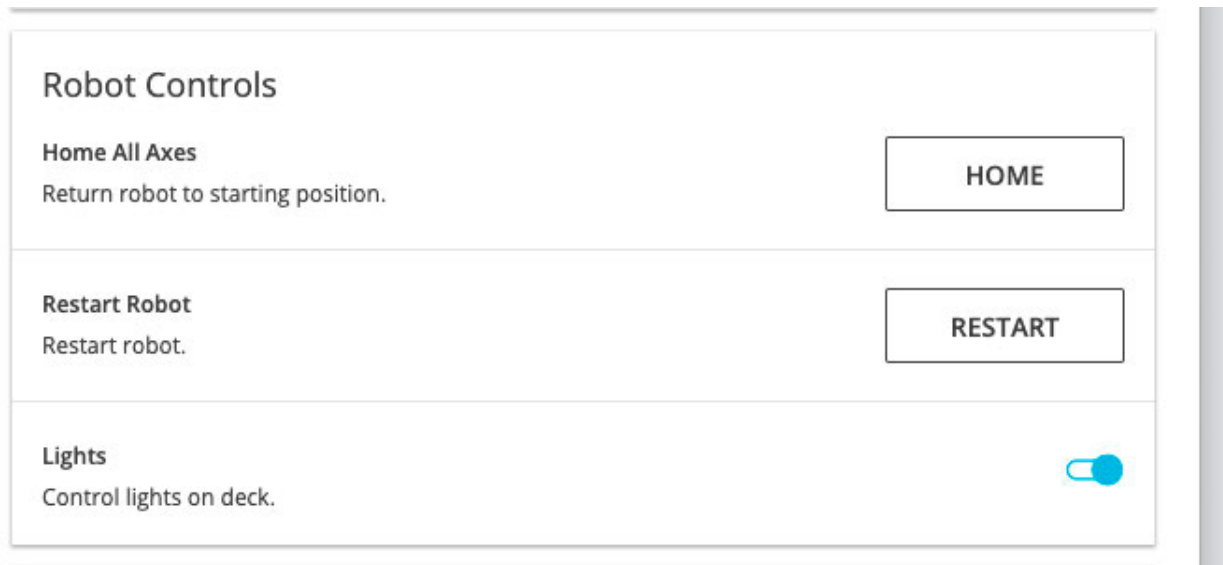 Robot Controls
Home All Axes
Return robot to starting position.
HOME
Restart Robot
Restart robot.
RESTART
Lights
Control lights on deck.